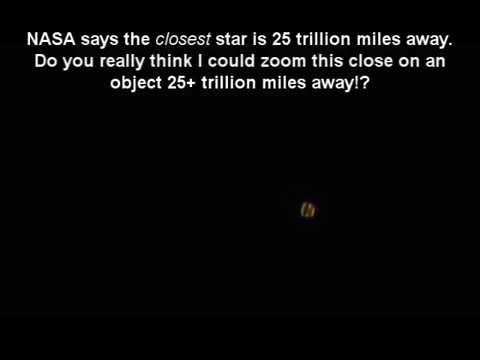 NASA says the closest star is 25 trillion miles away.
Do you really think I could zoom this close on an
object 25+ trillion miles away!?